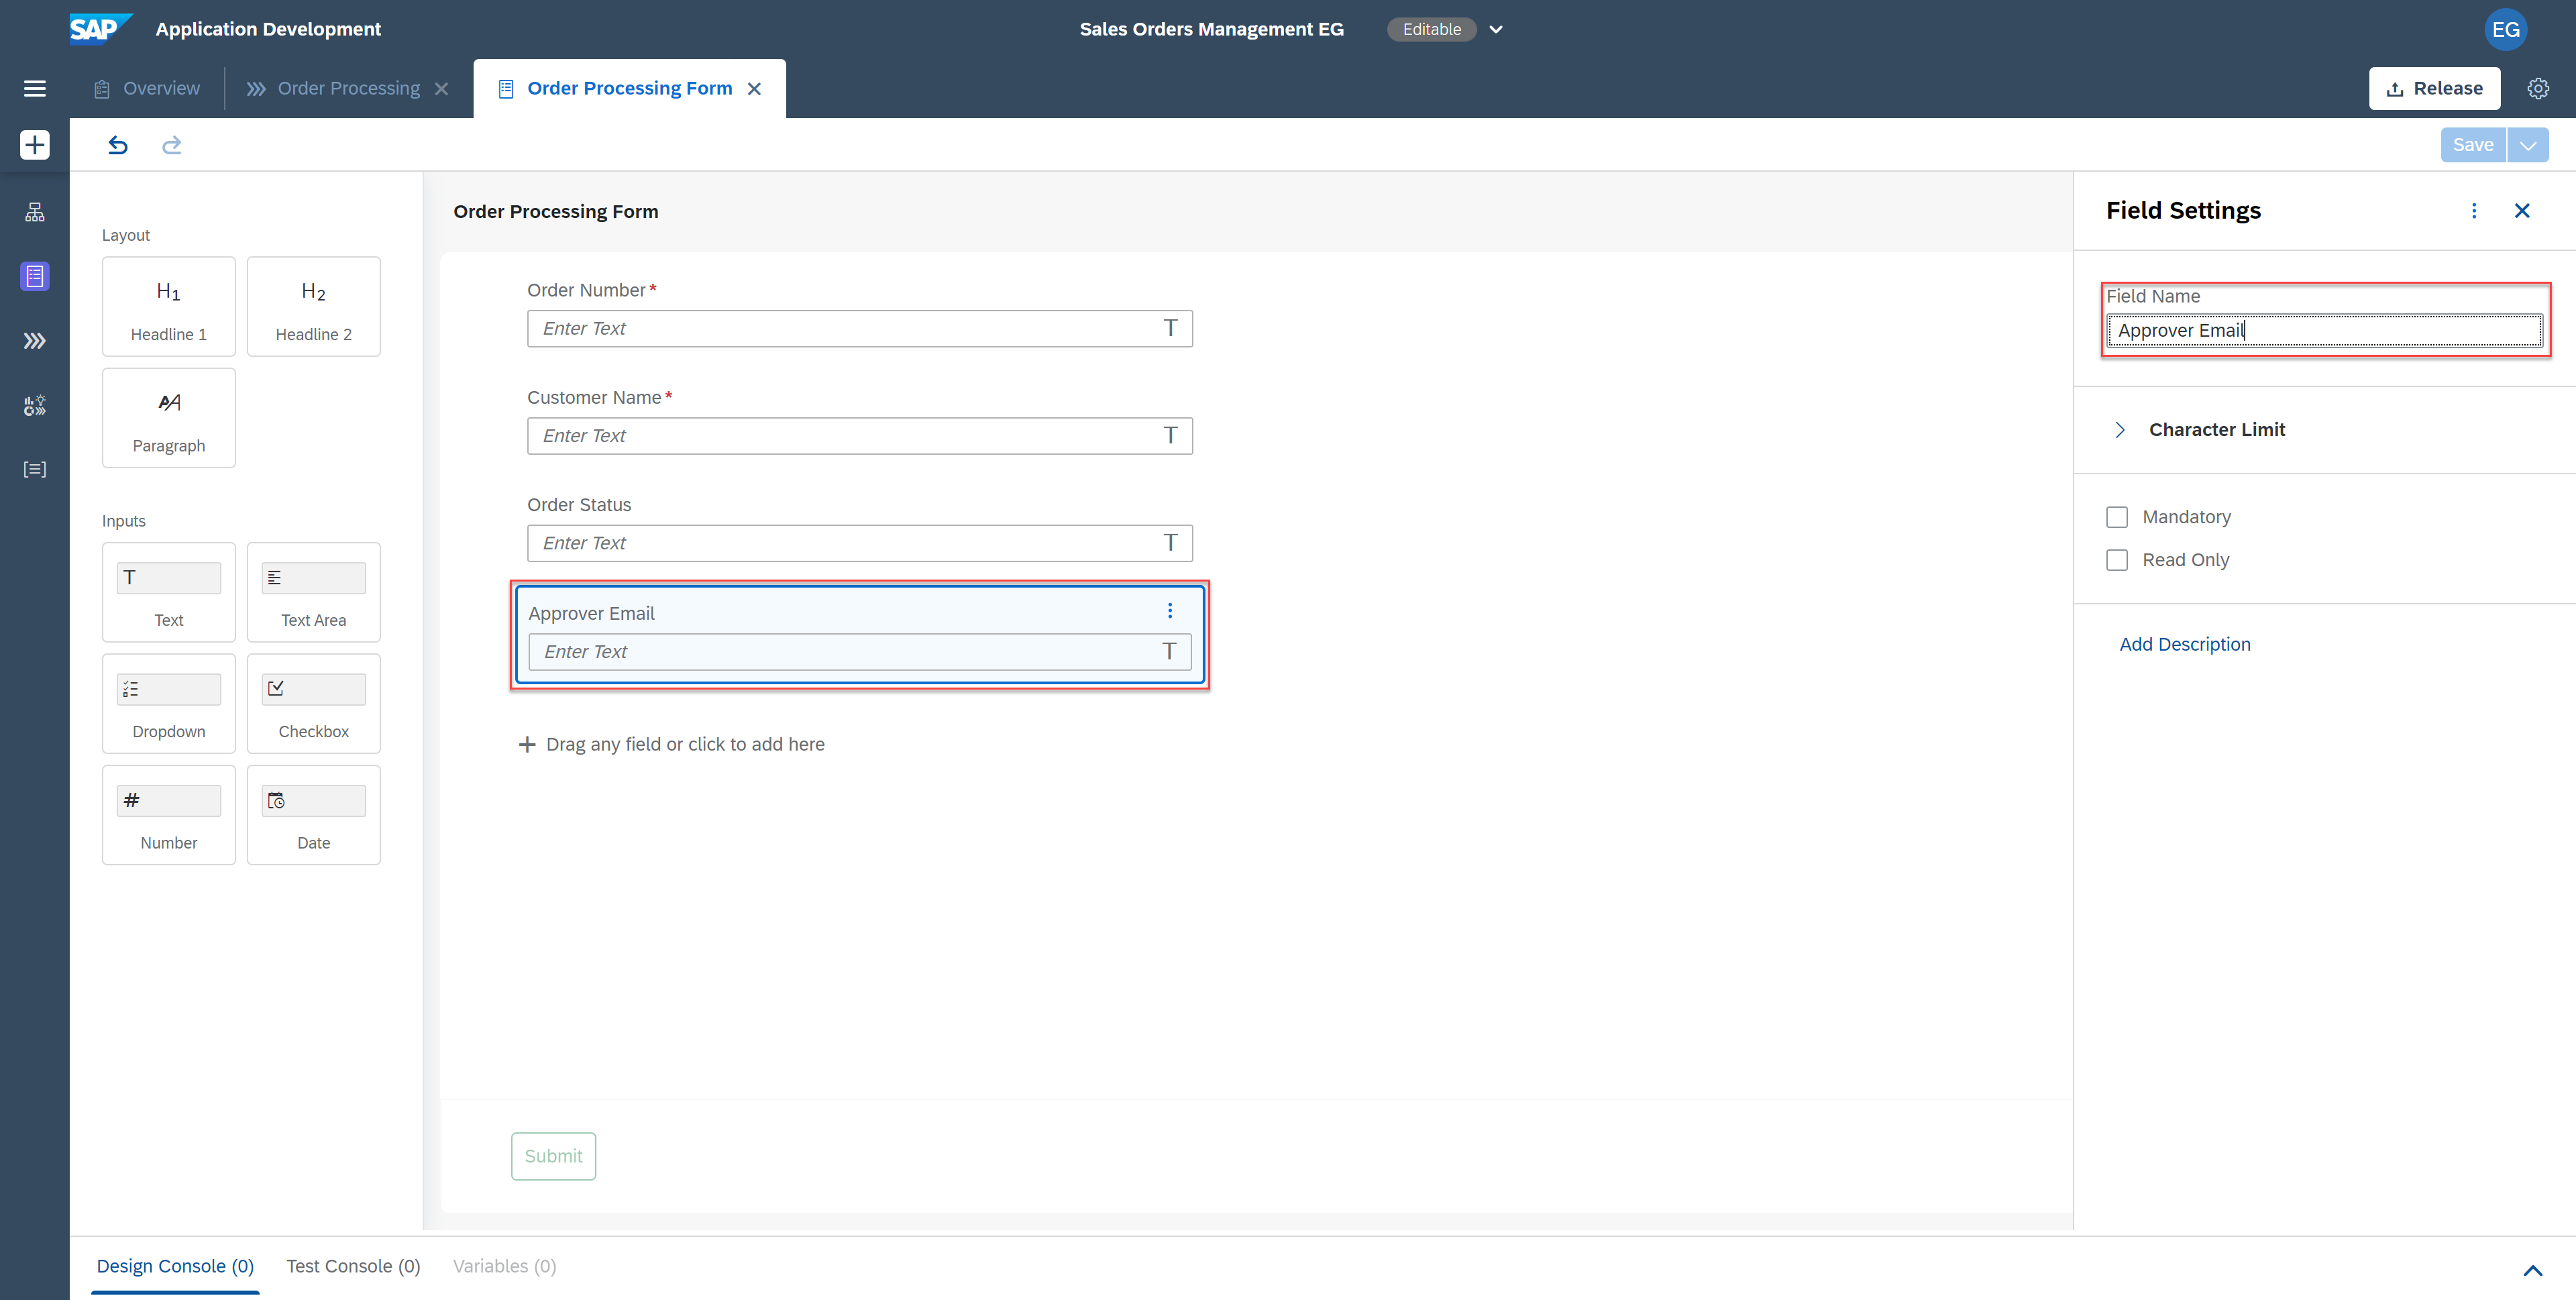 SAP Application Development
Sales Orders Management EG Editable
EG
Overview
Order Processing
Order Processing Form
Release
Save
Layout
H1 H2
Headline 1 Headline 2
AA
Paragraph
Inputs
T
Text Text Area
Dropdown Checkbox
#
Number Date
Order Processing Form
Order Number*
Enter Text T
Customer Name*
Enter Text T
Order Status
Enter Text T
Approver Email
Enter Text T
Drag any field or click to add here
Submit
Field Settings
Field Name
Approver Email
Character Limit
Mandatory
Read Only
Add Description
Design Console (0) Test Console (0) Variables (0)